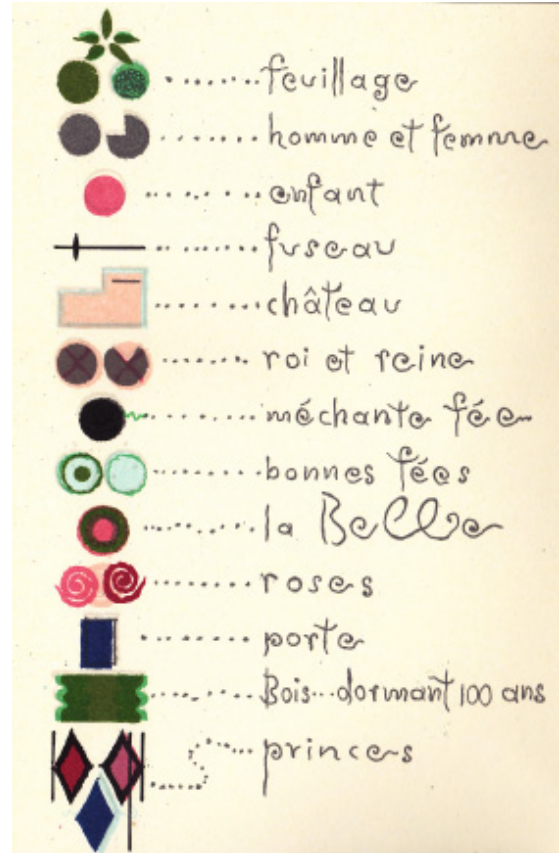 feuillage
homme et femme
enfant
fuseau
château
roi et reine
méchante fée
bonnes fées
la Belle
roses
porte
Bois...dormant 100 ans
princes